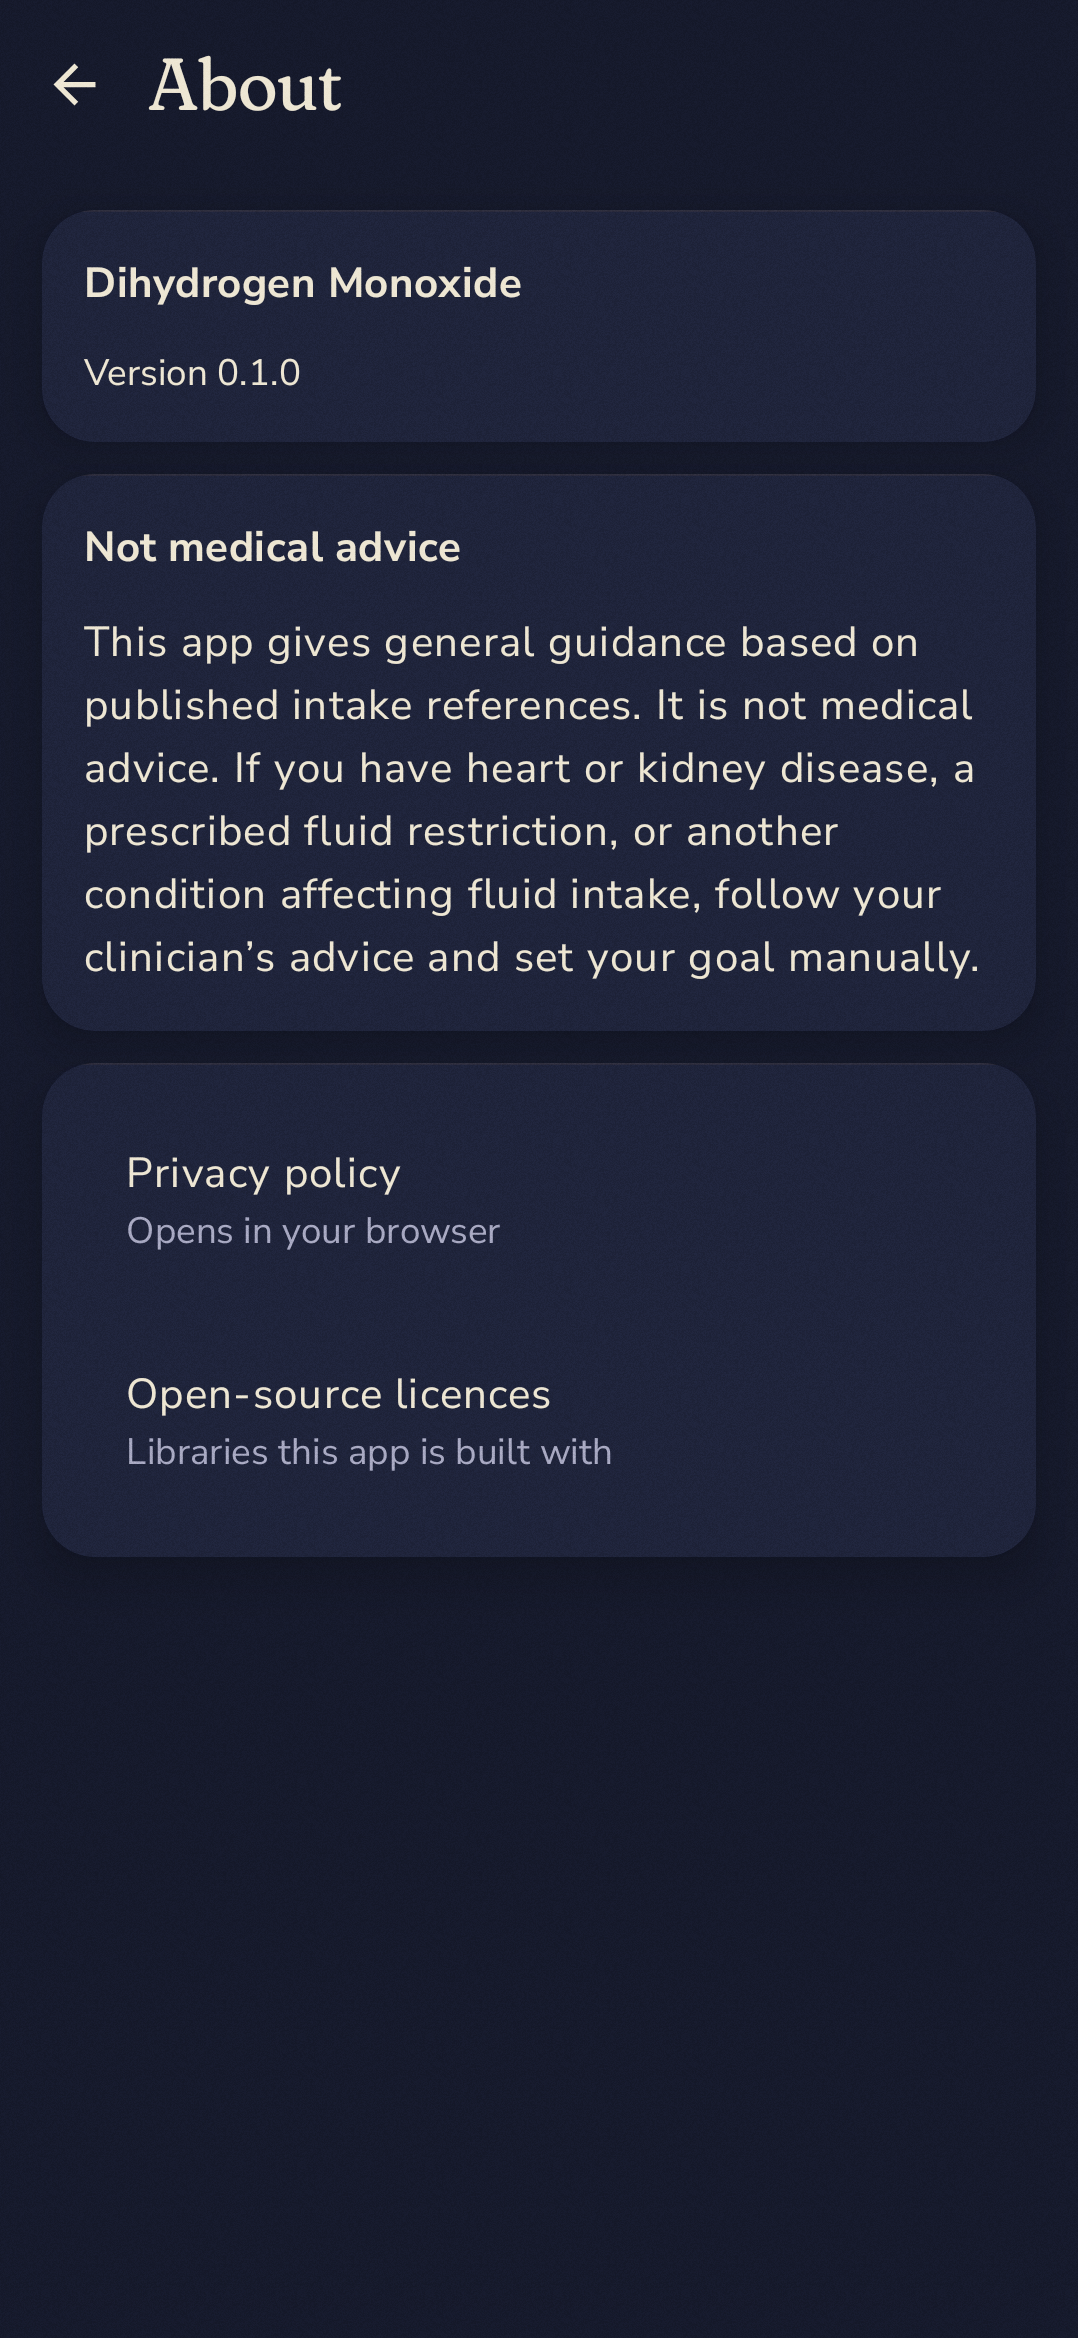 About
Dihydrogen Monoxide
Version 0.1.0
Not medical advice
This app gives general guidance based on
published intake references. It is not medical
advice. If you have heart or kidney disease, a
prescribed fluid restriction, or another
condition affecting fluid intake, follow your
clinician’s advice and set your goal manually.
Privacy policy
Opens in your browser
Open-source licences
Libraries this app is built with